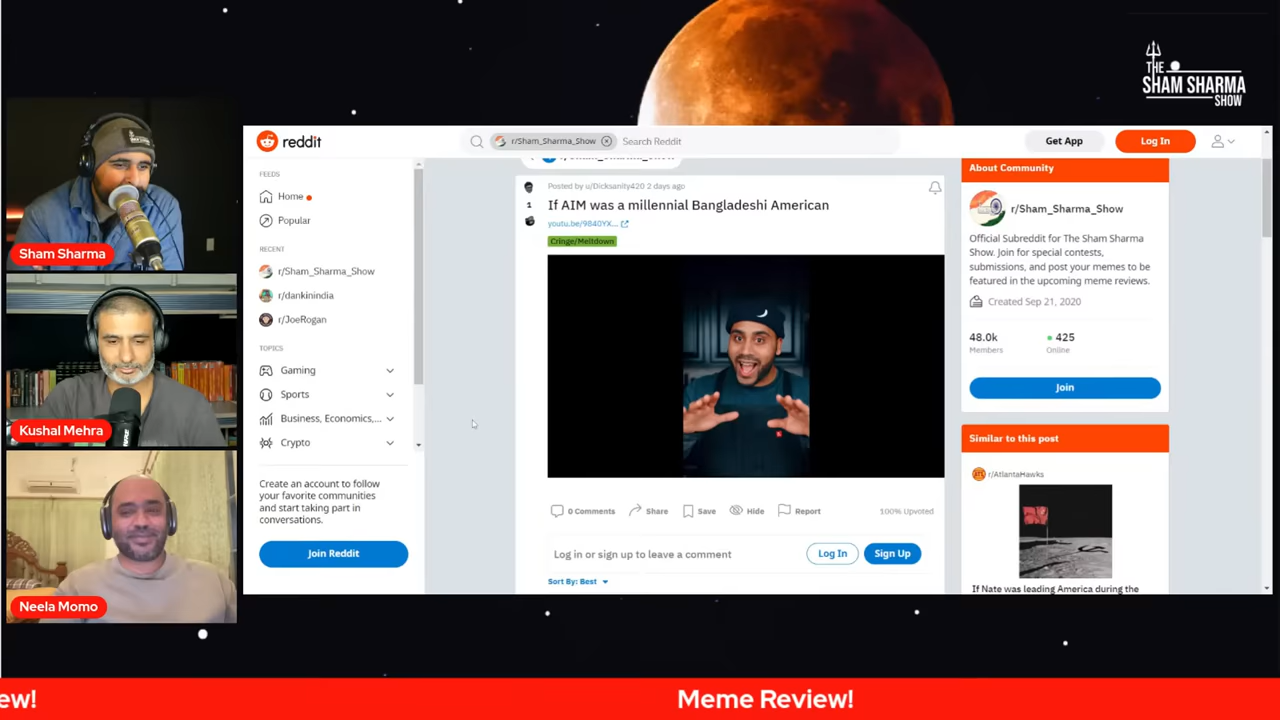 THE
SHAM SHARMA
SHOW
Sham Sharma
Kushal Mehra
Neela Momo
reddit
r/Sham_Sharma_Show
Search Reddit
Get App
Log In
FEEDS
Home
Popular
RECENT
r/Sham_Sharma_Show
r/dankinindia
r/JoeRogan
TOPICS
Gaming
Sports
Business, Economics,...
Crypto
Create an account to follow
your favorite communities
and start taking part in
conversations.
Join Reddit
Posted by u/Dicksanity420 2 days ago
1
If AIM was a millennial Bangladeshi American
youtu.be/9840YX...
Cringe/Meltdown
0 Comments
Share
Save
Hide
Report
100% Upvoted
Log in or sign up to leave a comment
Log In
Sign Up
Sort By: Best
About Community
r/Sham_Sharma_Show
Official Subreddit for The Sham Sharma
Show. Join for special contests,
submissions, and post your memes to be
featured in the upcoming meme reviews.
Created Sep 21, 2020
48.0k
Members
425
Online
Join
Similar to this post
r/AtlantaHawks
If Nate was leading America during the
ew!
Meme Review!